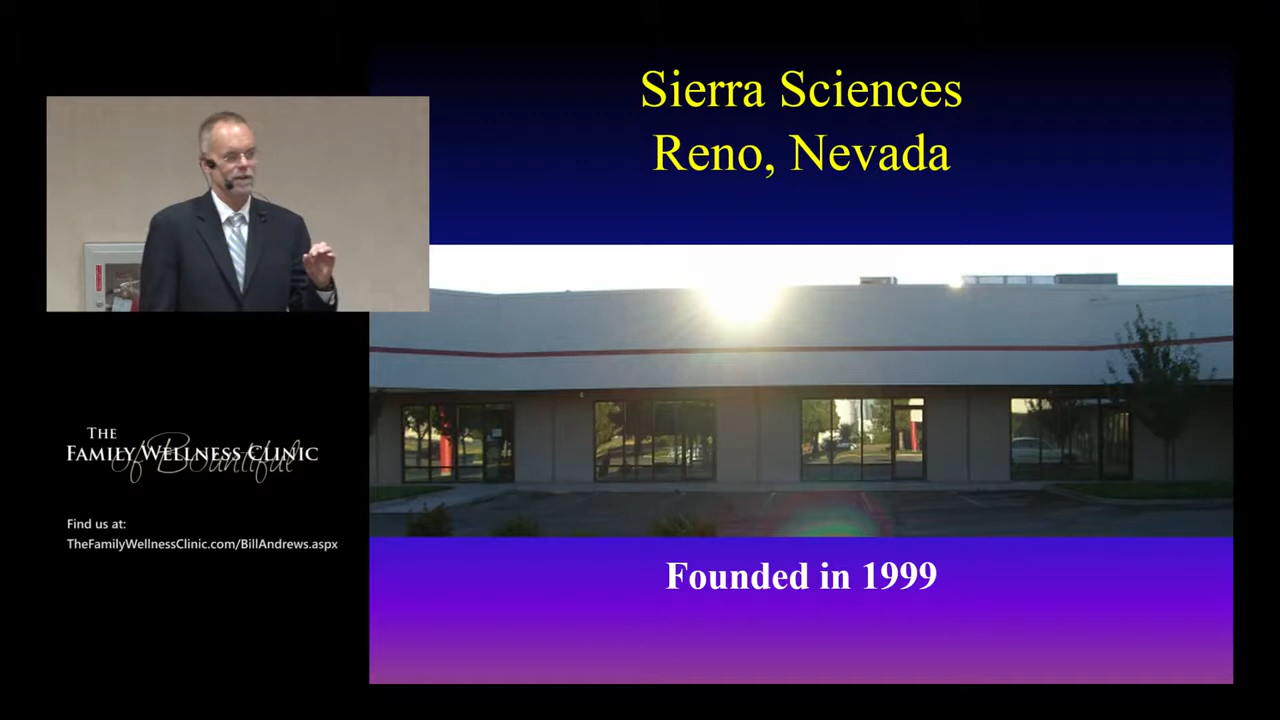 Sierra Sciences
Reno, Nevada
THE
FAMILY WELLNESS CLINIC
of Bountiful
Find us at:
TheFamilyWellnessClinic.com/BillAndrews.aspx
Founded in 1999